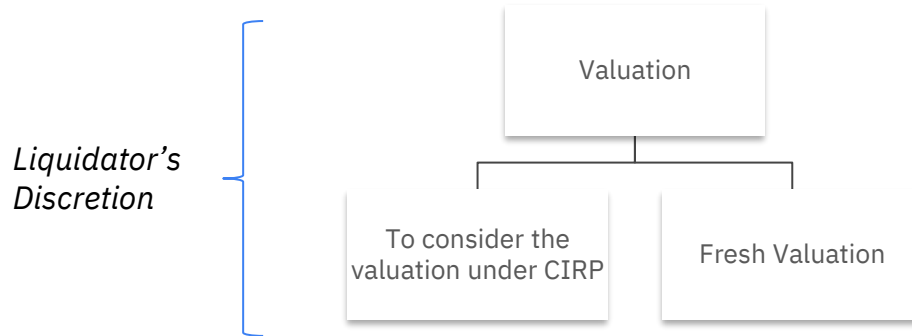 Valuation
Liquidator’s
Discretion
To consider the
valuation under CIRP
Fresh Valuation